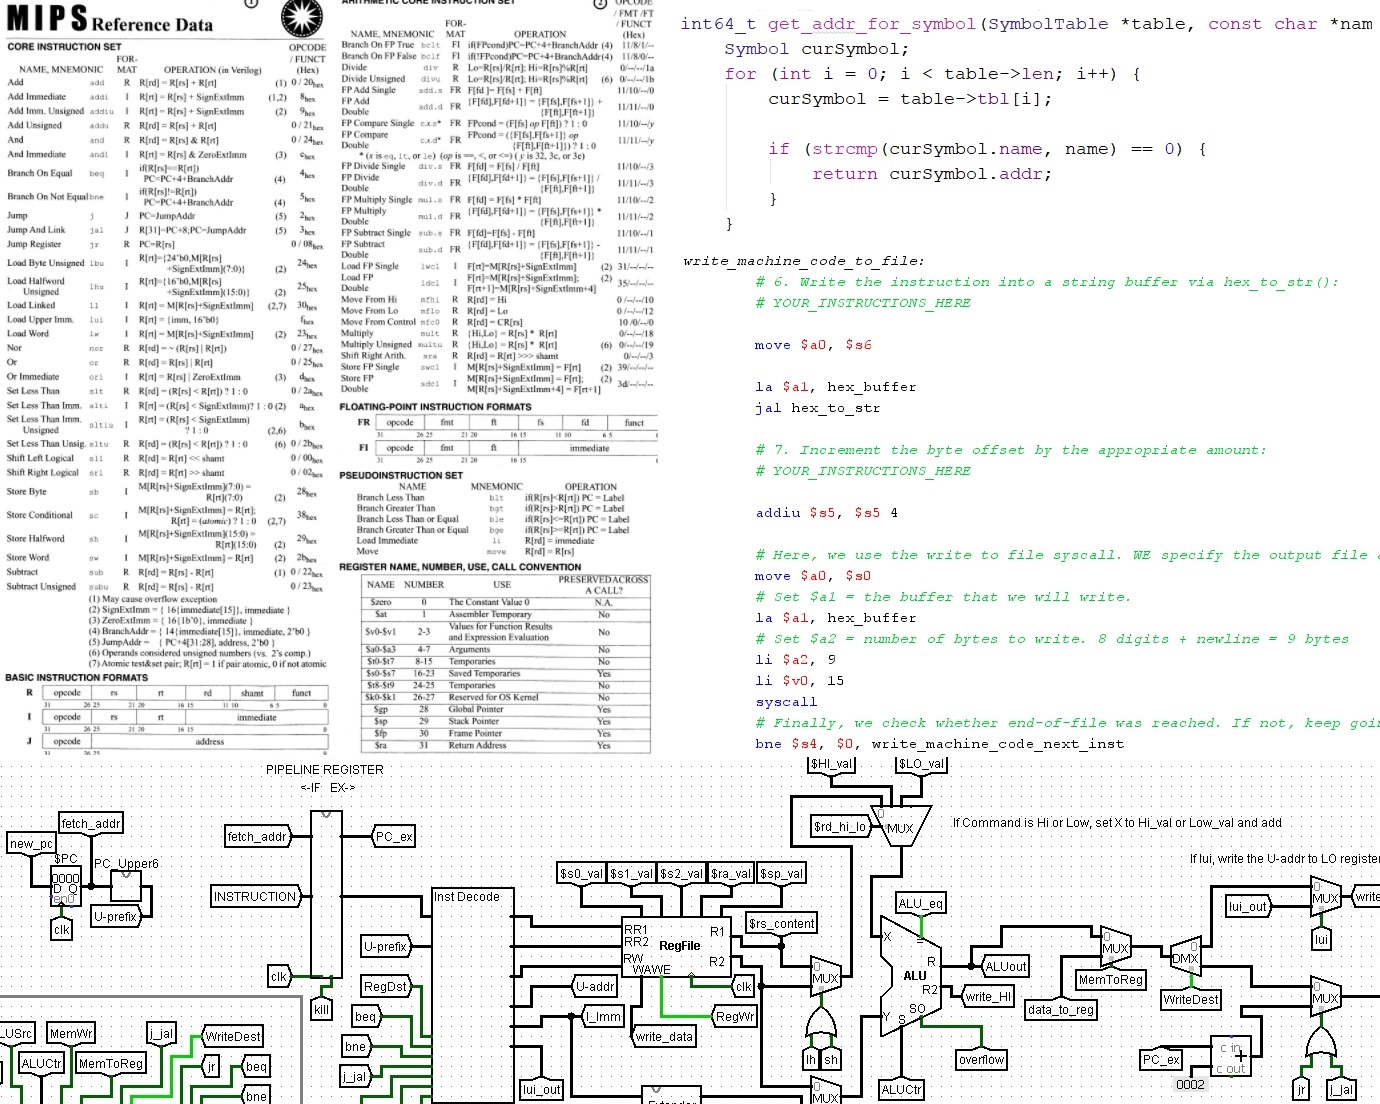 MIPS Reference Data
①
CORE INSTRUCTION SET
OPCODE
FOR- / FUNCT
NAME, MNEMONIC MAT OPERATION (in Verilog) (Hex)
Add add R R[rd] = R[rs] + R[rt] (1) 0 / 20hex
Add Immediate addi I R[rt] = R[rs] + SignExtImm (1,2) 8hex
Add Imm. Unsigned addiu I R[rt] = R[rs] + SignExtImm (2) 9hex
Add Unsigned addu R R[rd] = R[rs] + R[rt] 0 / 21hex
And and R R[rd] = R[rs] & R[rt] 0 / 24hex
And Immediate andi I R[rt] = R[rs] & ZeroExtImm (3) chex
Branch On Equal beq I if(R[rs]==R[rt])
PC=PC+4+BranchAddr (4) 4hex
Branch On Not Equal bne I if(R[rs]!=R[rt])
PC=PC+4+BranchAddr (4) 5hex
Jump j J PC=JumpAddr (5) 2hex
Jump And Link jal J R[31]=PC+8;PC=JumpAddr (5) 3hex
Jump Register jr R PC=R[rs] 0 / 08hex
Load Byte Unsigned lbu I R[rt]={24'b0,M[R[rs]
+SignExtImm](7:0)} (2) 24hex
Load Halfword Unsigned lhu I R[rt]={16'b0,M[R[rs]
+SignExtImm](15:0)} (2) 25hex
Load Linked ll I R[rt] = M[R[rs]+SignExtImm] (2,7) 30hex
Load Upper Imm. lui I R[rt] = {imm, 16'b0} fhex
Load Word lw I R[rt] = M[R[rs]+SignExtImm] (2) 23hex
Nor nor R R[rd] = ~ (R[rs] | R[rt]) 0 / 27hex
Or or R R[rd] = R[rs] | R[rt] 0 / 25hex
Or Immediate ori I R[rt] = R[rs] | ZeroExtImm (3) dhex
Set Less Than slt R R[rd] = (R[rs] < R[rt]) ? 1 : 0 0 / 2ahex
Set Less Than Imm. slti I R[rt] = (R[rs] < SignExtImm)? 1 : 0 (2) ahex
Set Less Than Imm. Unsigned sltiu I R[rt] = (R[rs] < SignExtImm)
? 1 : 0 (2,6) bhex
Set Less Than Unsig. sltu R R[rd] = (R[rs] < R[rt]) ? 1 : 0 (6) 0 / 2bhex
Shift Left Logical sll R R[rd] = R[rt] << shamt 0 / 00hex
Shift Right Logical srl R R[rd] = R[rt] >> shamt 0 / 02hex
Store Byte sb I M[R[rs]+SignExtImm](7:0) =
R[rt](7:0) (2) 28hex
Store Conditional sc I M[R[rs]+SignExtImm] = R[rt];
R[rt] = (atomic) ? 1 : 0 (2,7) 38hex
Store Halfword sh I M[R[rs]+SignExtImm](15:0) =
R[rt](15:0) (2) 29hex
Store Word sw I M[R[rs]+SignExtImm] = R[rt] (2) 2bhex
Subtract sub R R[rd] = R[rs] - R[rt] (1) 0 / 22hex
Subtract Unsigned subu R R[rd] = R[rs] - R[rt] 0 / 23hex
(1) May cause overflow exception
(2) SignExtImm = { 16{immediate[15]}, immediate }
(3) ZeroExtImm = { 16{1b'0}, immediate }
(4) BranchAddr = { 14{immediate[15]}, immediate, 2'b0 }
(5) JumpAddr = { PC+4[31:28], address, 2'b0 }
(6) Operands considered unsigned numbers (vs. 2's comp.)
(7) Atomic test&set pair; R[rt] = 1 if pair atomic, 0 if not atomic
BASIC INSTRUCTION FORMATS
R opcode rs rt rd shamt funct
31 26 25 21 20 16 15 11 10 6 5 0
I opcode rs rt immediate
31 26 25 21 20 16 15 0
J opcode address
31 26 25 0
ARITHMETIC CORE INSTRUCTION SET
② OPCODE
/ FMT /FT
FOR- / FUNCT
NAME, MNEMONIC MAT OPERATION (Hex)
Branch On FP True bc1t FI if(FPcond)PC=PC+4+BranchAddr (4) 11/8/1/--
Branch On FP False bc1f FI if(!FPcond)PC=PC+4+BranchAddr(4) 11/8/0/--
Divide div R Lo=R[rs]/R[rt]; Hi=R[rs]%R[rt] 0/--/--/1a
Divide Unsigned divu R Lo=R[rs]/R[rt]; Hi=R[rs]%R[rt] (6) 0/--/--/1b
FP Add Single add.s FR F[fd ]= F[fs] + F[ft] 11/10/--/0
FP Add Double add.d FR {F[fd],F[fd+1]} = {F[fs],F[fs+1]} +
{F[ft],F[ft+1]} 11/11/--/0
FP Compare Single c.x.s* FR FPcond = (F[fs] op F[ft]) ? 1 : 0 11/10/--/y
FP Compare Double c.x.d* FR FPcond = ({F[fs],F[fs+1]} op
{F[ft],F[ft+1]}) ? 1 : 0 11/11/--/y
* (x is eq, lt, or le) (op is ==, <, or <=) ( y is 32, 3c, or 3e)
FP Divide Single div.s FR F[fd] = F[fs] / F[ft] 11/10/--/3
FP Divide Double div.d FR {F[fd],F[fd+1]} = {F[fs],F[fs+1]} /
{F[ft],F[ft+1]} 11/11/--/3
FP Multiply Single mul.s FR F[fd] = F[fs] * F[ft] 11/10/--/2
FP Multiply Double mul.d FR {F[fd],F[fd+1]} = {F[fs],F[fs+1]} *
{F[ft],F[ft+1]} 11/11/--/2
FP Subtract Single sub.s FR F[fd]=F[fs] - F[ft] 11/10/--/1
FP Subtract Double sub.d FR {F[fd],F[fd+1]} = {F[fs],F[fs+1]} -
{F[ft],F[ft+1]} 11/11/--/1
Load FP Single lwc1 I F[rt]=M[R[rs]+SignExtImm] (2) 31/--/--/--
Load FP Double ldc1 I F[rt]=M[R[rs]+SignExtImm];
F[rt+1]=M[R[rs]+SignExtImm+4] (2) 35/--/--/--
Move From Hi mfhi R R[rd] = Hi 0 /--/--/10
Move From Lo mflo R R[rd] = Lo 0 /--/--/12
Move From Control mfc0 R R[rd] = CR[rs] 10 /0/--/0
Multiply mult R {Hi,Lo} = R[rs] * R[rt] 0/--/--/18
Multiply Unsigned multu R {Hi,Lo} = R[rs] * R[rt] (6) 0/--/--/19
Shift Right Arith. sra R R[rd] = R[rt] >>> shamt 0/--/--/3
Store FP Single swc1 I M[R[rs]+SignExtImm] = F[rt] (2) 39/--/--/--
Store FP Double sdc1 I M[R[rs]+SignExtImm] = F[rt];
M[R[rs]+SignExtImm+4] = F[rt+1] (2) 3d/--/--/--
FLOATING-POINT INSTRUCTION FORMATS
FR opcode fmt ft fs fd funct
31 26 25 21 20 16 15 11 10 6 5
FI opcode fmt ft immediate
31 26 25 21 20 16 15
PSEUDOINSTRUCTION SET
NAME MNEMONIC OPERATION
Branch Less Than blt if(R[rs]<R[rt]) PC = Label
Branch Greater Than bgt if(R[rs]>R[rt]) PC = Label
Branch Less Than or Equal ble if(R[rs]<=R[rt]) PC = Label
Branch Greater Than or Equal bge if(R[rs]>=R[rt]) PC = Label
Load Immediate li R[rd] = immediate
Move move R[rd] = R[rs]
REGISTER NAME, NUMBER, USE, CALL CONVENTION
NAME NUMBER USE PRESERVED ACROSS A CALL?
$zero 0 The Constant Value 0 N.A.
$at 1 Assembler Temporary No
$v0-$v1 2-3 Values for Function Results and Expression Evaluation No
$a0-$a3 4-7 Arguments No
$t0-$t7 8-15 Temporaries No
$s0-$s7 16-23 Saved Temporaries Yes
$t8-$t9 24-25 Temporaries No
$k0-$k1 26-27 Reserved for OS Kernel No
$gp 28 Global Pointer Yes
$sp 29 Stack Pointer Yes
$fp 30 Frame Pointer Yes
$ra 31 Return Address Yes
int64_t get_addr_for_symbol(SymbolTable *table, const char *nam
Symbol curSymbol;
for (int i = 0; i < table->len; i++) {
curSymbol = table->tbl[i];
if (strcmp(curSymbol.name, name) == 0) {
return curSymbol.addr;
}
}
write_machine_code_to_file:
# 6. Write the instruction into a string buffer via hex_to_str():
# YOUR_INSTRUCTIONS_HERE
move $a0, $s6
la $a1, hex_buffer
jal hex_to_str
# 7. Increment the byte offset by the appropriate amount:
# YOUR_INSTRUCTIONS_HERE
addiu $s5, $s5 4
# Here, we use the write to file syscall. WE specify the output file
move $a0, $s0
# Set $a1 = the buffer that we will write.
la $a1, hex_buffer
# Set $a2 = number of bytes to write. 8 digits + newline = 9 bytes
li $a2, 9
li $v0, 15
syscall
# Finally, we check whether end-of-file was reached. If not, keep goi
bne $s4, $0, write_machine_code_next_inst
PIPELINE REGISTER
<-IF EX->
fetch_addr
new_pc
$PC
PC_Upper6
0000
D Q
en0
U-prefix
clk
fetch_addr
PC_ex
INSTRUCTION
clk
kill
Inst Decode
U-prefix
RegDst
beq
bne
j_jal
$s0_val $s1_val $s2_val $ra_val $sp_val
RR1
RR2
RW
WAWE
RegFile
R1
R2
$rs_content
clk
U-addr
I_Imm
RegWr
write_data
lui_out
Extender
$HI_val $LO_val
$rd_hi_lo
0
MUX
If Command is Hi or Low, set X to Hi_val or Low_val and add
If lui, write the U-addr to LO register
0
MUX
lh sh
MUX
ALU_eq
X
=
R
ALU
R2
Y
S
SO
ALUout
write_HI
overflow
ALUCtr
0
MUX
MemToReg
data_to_reg
0
DMX
WriteDest
lui_out
0
MUX
write
lui
0
MUX
PC_ex
c in
+
c out
0002
jr j_jal
_USrc
MemWr
j_jal
WriteDest
ALUCtr
MemToReg
jr
beq
bne